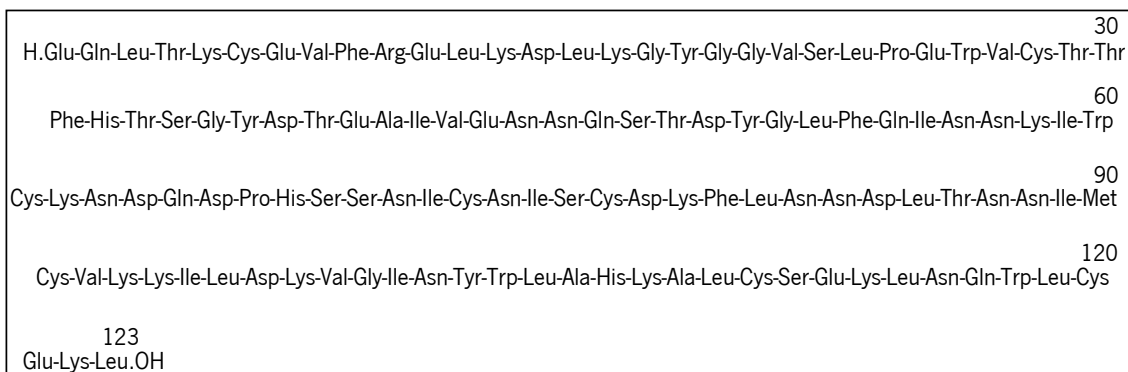 30
H.Glu-Gln-Leu-Thr-Lys-Cys-Glu-Val-Phe-Arg-Glu-Leu-Lys-Asp-Leu-Lys-Gly-Tyr-Gly-Gly-Val-Ser-Leu-Pro-Glu-Trp-Val-Cys-Thr-Thr
60
Phe-His-Thr-Ser-Gly-Tyr-Asp-Thr-Glu-Ala-Ile-Val-Glu-Asn-Asn-Gln-Ser-Thr-Asp-Tyr-Gly-Leu-Phe-Gln-Ile-Asn-Asn-Lys-Ile-Trp
90
Cys-Lys-Asn-Asp-Gln-Asp-Pro-His-Ser-Ser-Asn-Ile-Cys-Asn-Ile-Ser-Cys-Asp-Lys-Phe-Leu-Asn-Asn-Asp-Leu-Thr-Asn-Asn-Ile-Met
120
Cys-Val-Lys-Lys-Ile-Leu-Asp-Lys-Val-Gly-Ile-Asn-Tyr-Trp-Leu-Ala-His-Lys-Ala-Leu-Cys-Ser-Glu-Lys-Leu-Asn-Gln-Trp-Leu-Cys
123
Glu-Lys-Leu.OH